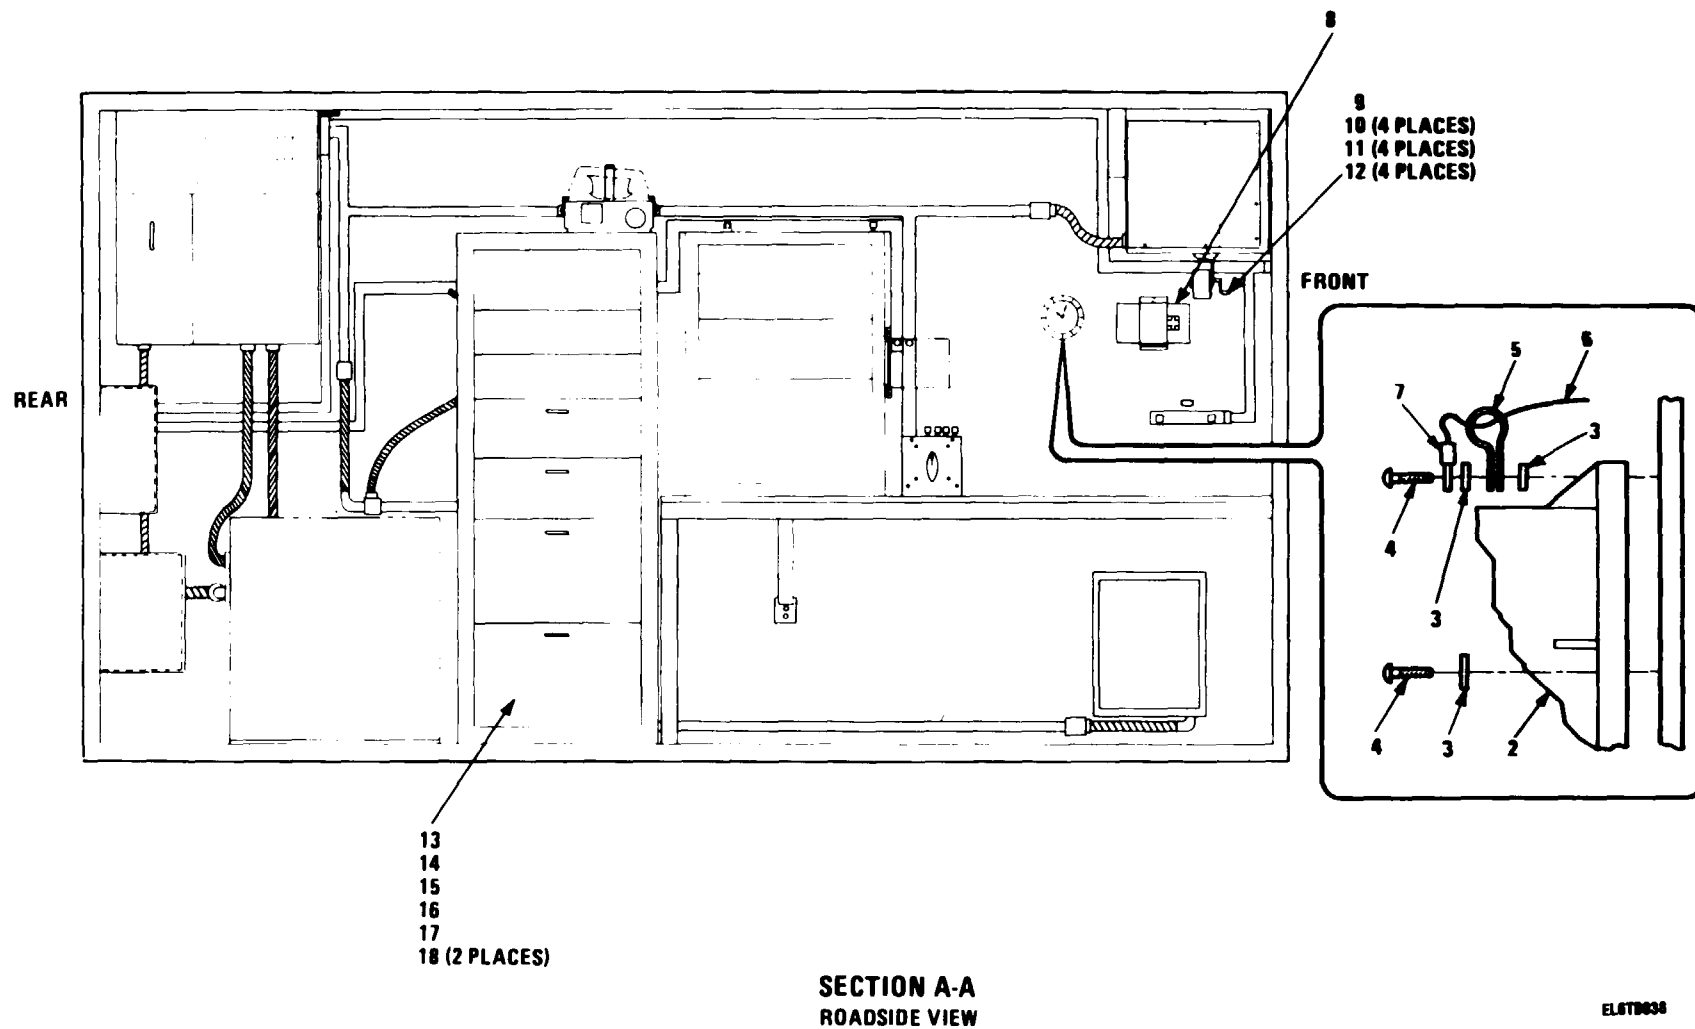 8
9
10 (4 PLACES)
11 (4 PLACES)
12 (4 PLACES)
FRONT
REAR
5
6
7
3
4
3
4
3
2
13
14
15
16
17
18 (2 PLACES)
SECTION A-A
ROADSIDE VIEW